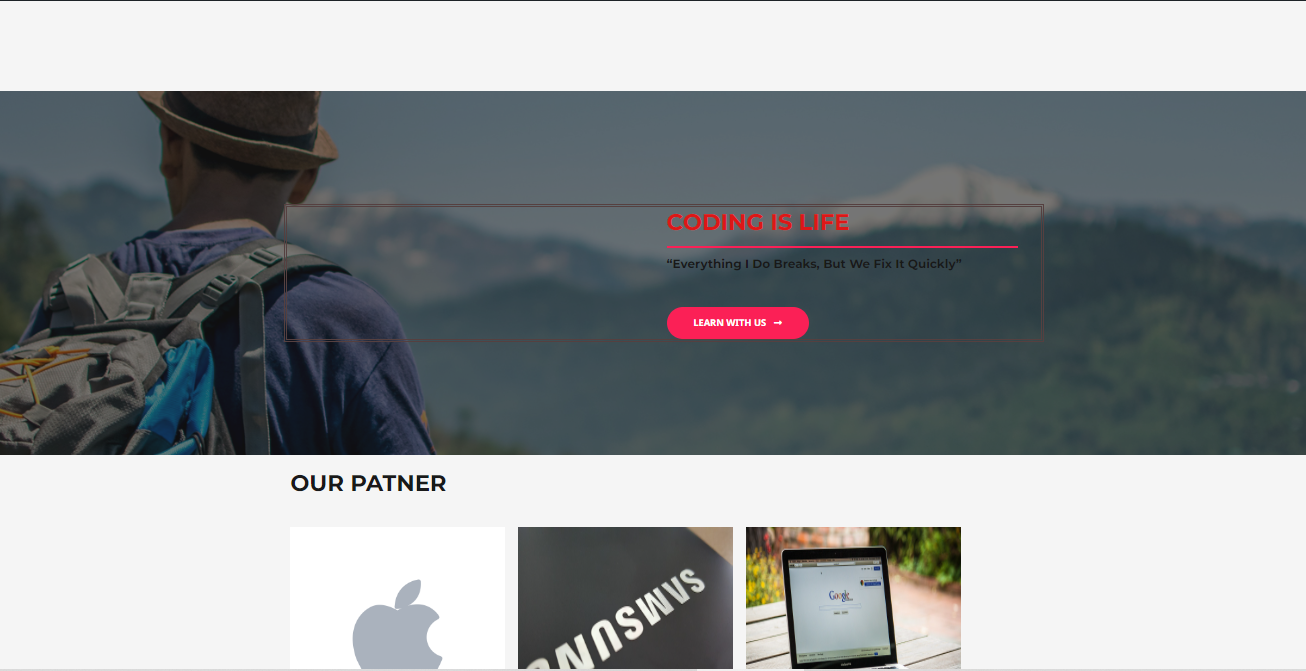 CODING IS LIFE
“Everything I Do Breaks, But We Fix It Quickly”
LEARN WITH US →
OUR PATNER
SAMSUNG
Google